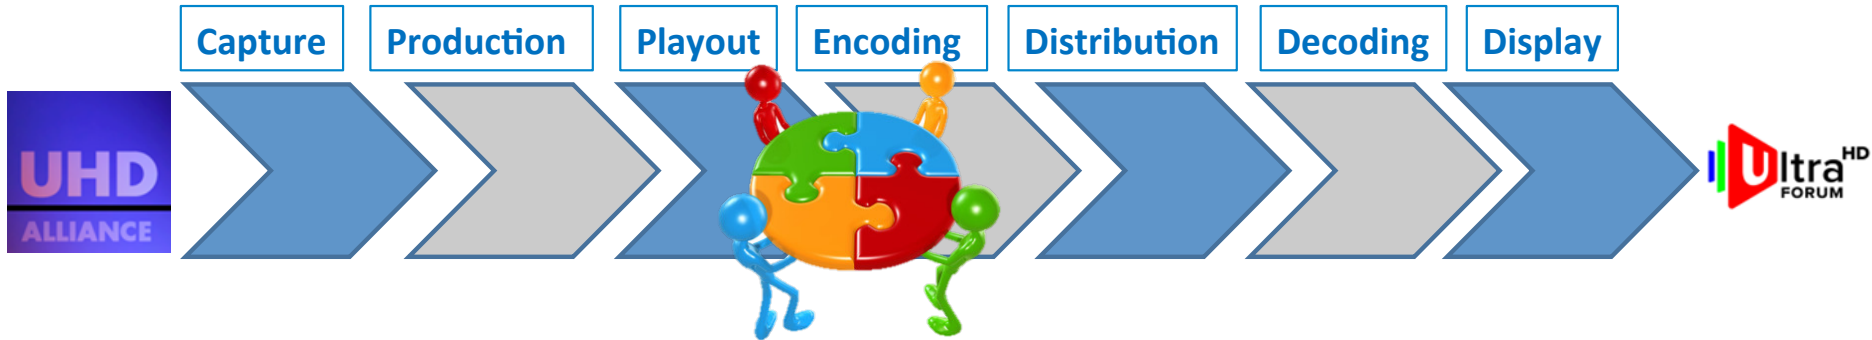 Capture
Production
Playout
Encoding
Distribution
Decoding
Display
UHD
ALLIANCE
Ultra HD
FORUM